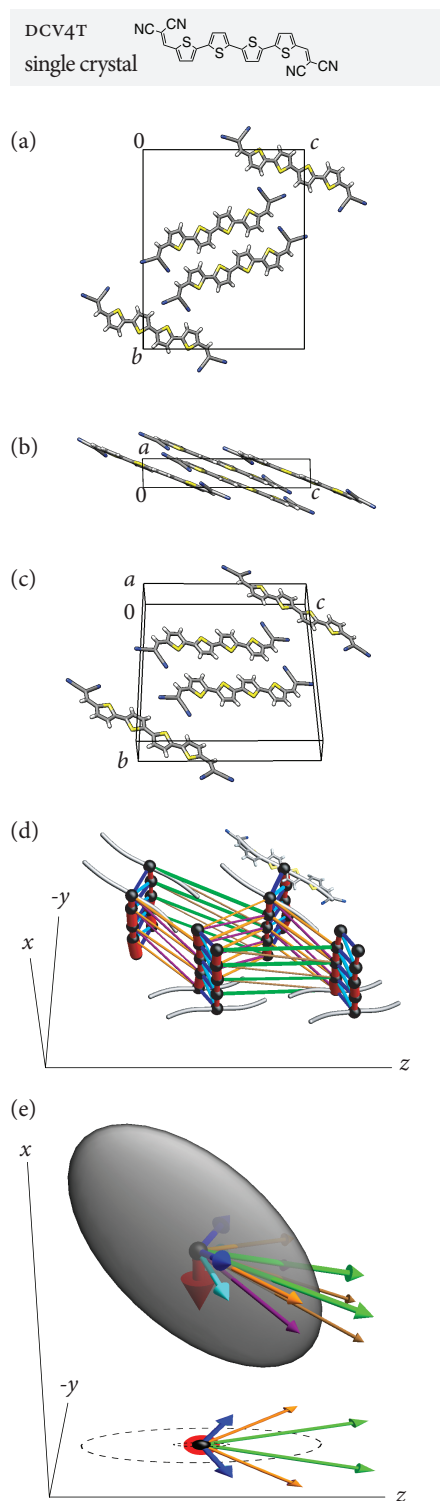 DCV4T
single crystal
NC CN
S S S S
NC CN
(a)
0 c
b
(b)
a
0 c
(c)
a
0 c
b
(d)
-y
x
z
(e)
x
-y
z